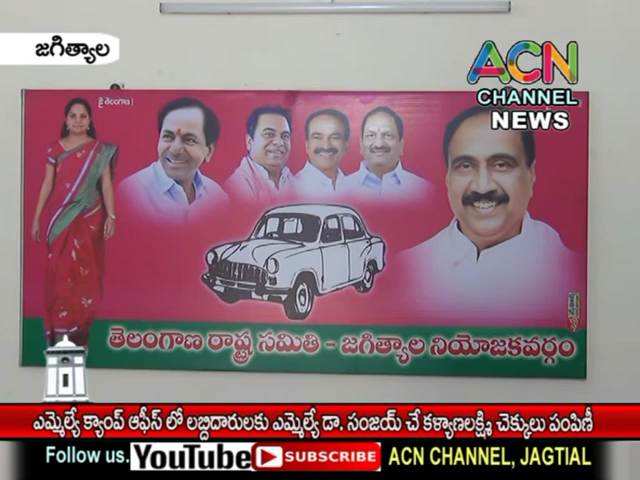 జగిత్యాల
ACN
CHANNEL
NEWS
జై తెలంగాణ!
తెలంగాణ రాష్ట్ర సమితి - జగిత్యాల నియోజకవర్గం
ఎమ్మెల్యే క్యాంప్ ఆఫీస్ లో లబ్దిదారులకు ఎమ్మెల్యే డా. సంజయ్ చే కళ్యాణలక్ష్మి చెక్కులు పంపిణీ
Follow us. YouTube SUBSCRIBE ACN CHANNEL, JAGTIAL